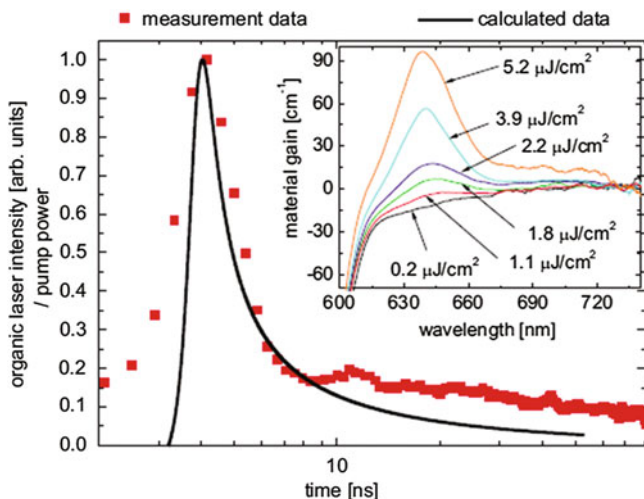 measurement data
calculated data
organic laser intensity [arb. units]
/ pump power
1.0
0.9
0.8
0.7
0.6
0.5
0.4
0.3
0.2
0.1
0.0
10
time [ns]
material gain [cm⁻¹]
90
60
30
0
-30
-60
600
630
660
690
720
wavelength [nm]
5.2 µJ/cm²
3.9 µJ/cm²
2.2 µJ/cm²
1.8 µJ/cm²
1.1 µJ/cm²
0.2 µJ/cm²